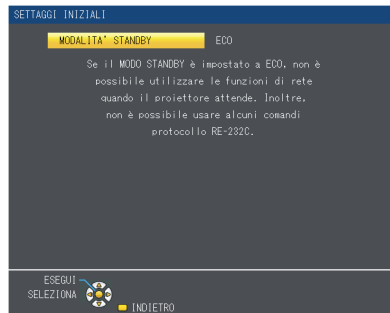 SETTAGGI INIZIALI
MODALITA' STANDBY ECO
Se il MODO STANDBY è impostato a ECO, non è
possibile utilizzare le funzioni di rete
quando il proiettore attende. Inoltre,
non è possibile usare alcuni comandi
protocollo RE-232C.
ESEGUI
SELEZIONA
INDIETRO